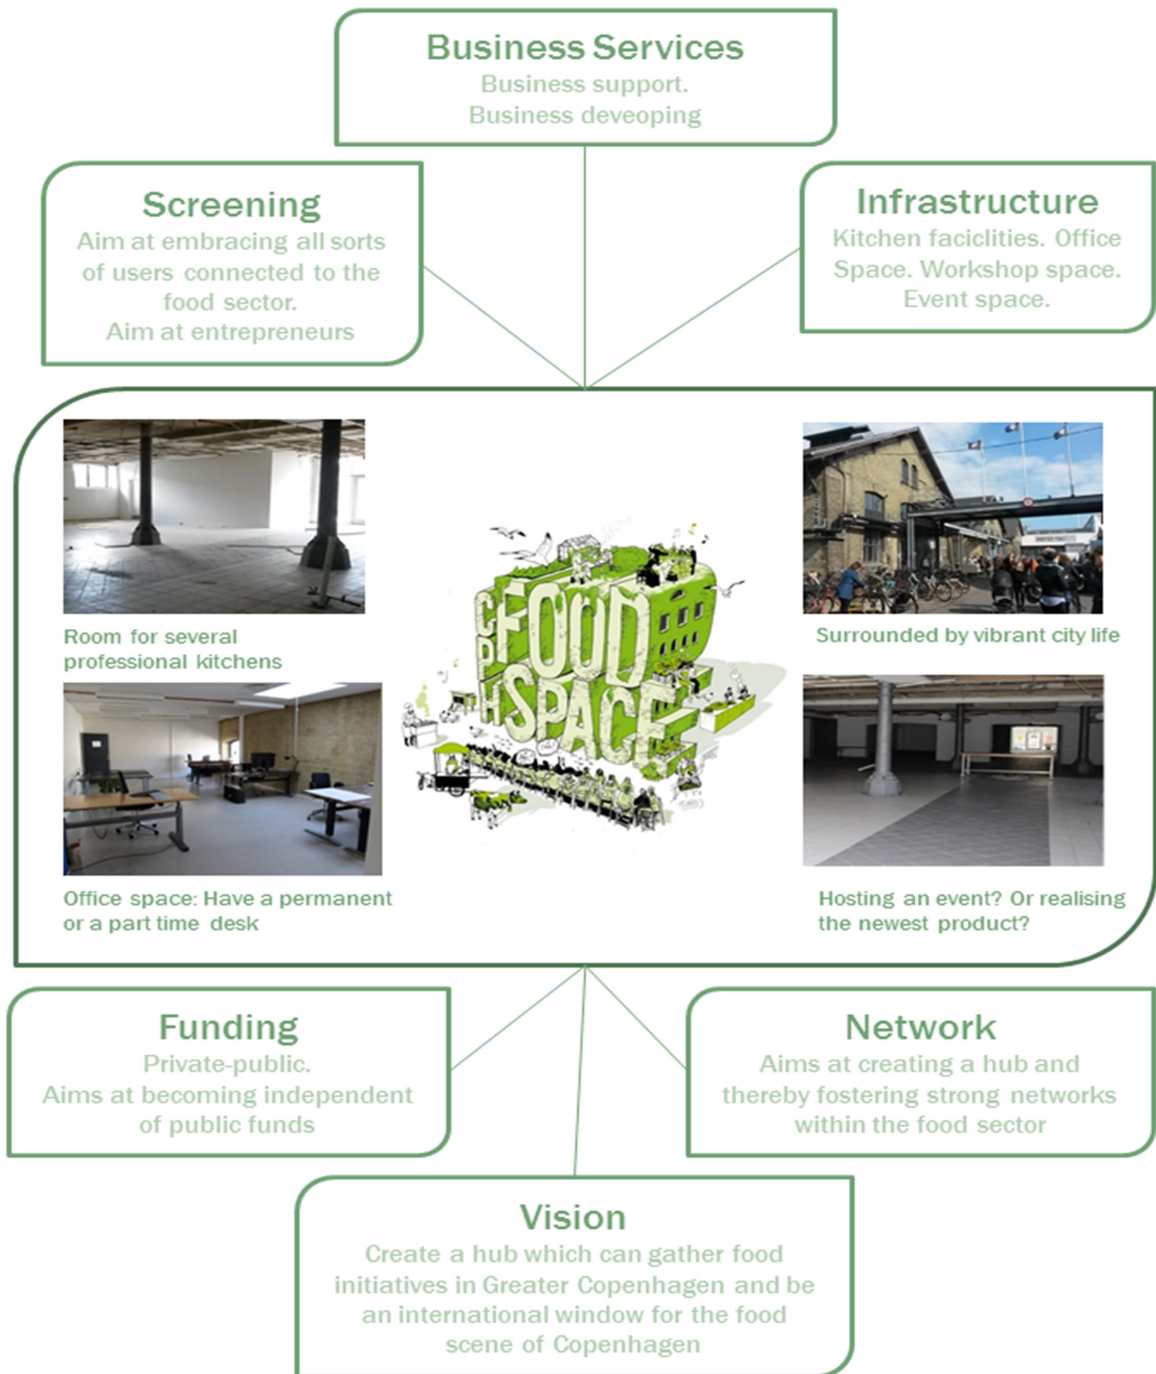 Business Services
Business support.
Business deveoping
Screening
Aim at embracing all sorts
of users connected to the
food sector.
Aim at entrepreneurs
Infrastructure
Kitchen faciclities. Office
Space. Workshop space.
Event space.
Room for several
professional kitchens
CPH
FOOD
SPACE
Surrounded by vibrant city life
Office space: Have a permanent
or a part time desk
Hosting an event? Or realising
the newest product?
Funding
Private-public.
Aims at becoming independent
of public funds
Network
Aims at creating a hub and
thereby fostering strong networks
within the food sector
Vision
Create a hub which can gather food
initiatives in Greater Copenhagen and be
an international window for the food
scene of Copenhagen